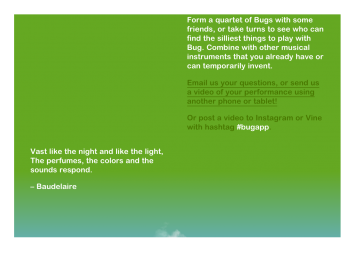 Form a quartet of Bugs with some
friends, or take turns to see who can
find the silliest things to play with
Bug. Combine with other musical
instruments that you already have or
can temporarily invent.
Email us your questions, or send us
a video of your performance using
another phone or tablet!
Or post a video to Instagram or Vine
with hashtag #bugapp
Vast like the night and like the light,
The perfumes, the colors and the
sounds respond.
– Baudelaire